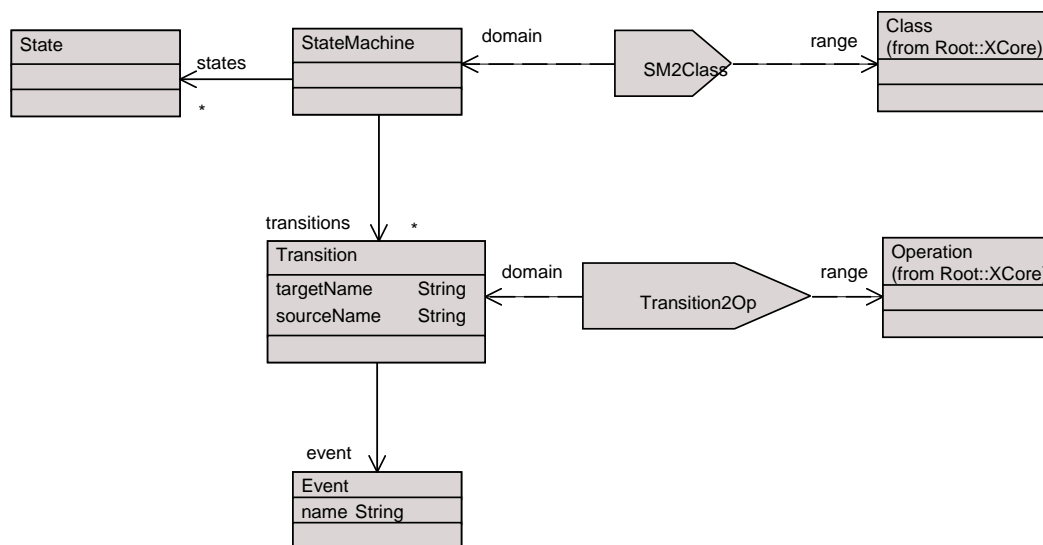 State
StateMachine
domain
range
Class
(from Root::XCore)
states
*
SM2Class
transitions
*
Transition
targetName String
sourceName String
domain
Transition2Op
range
Operation
(from Root::XCore)
event
Event
name String